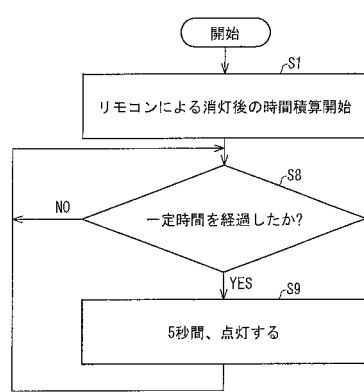 開始
S1
リモコンによる消灯後の時間積算開始
S8
一定時間を経過したか?
NO
YES
S9
5秒間、点灯する